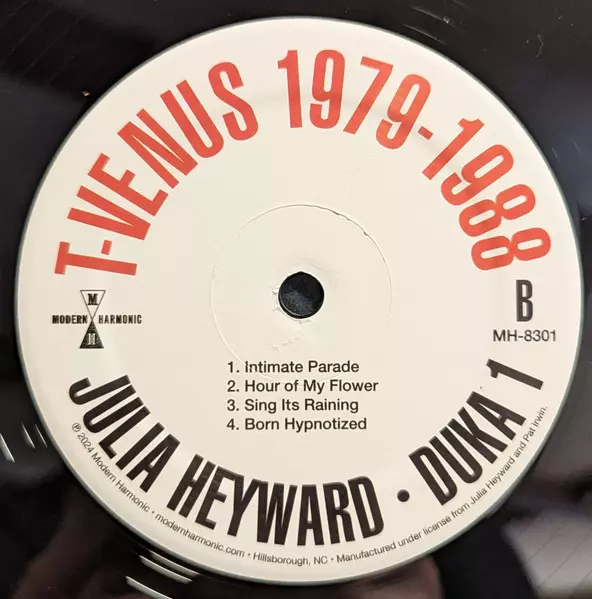 T-VENUS 1979-1988
M
MODERN HARMONIC
H
B
MH-8301
1. Intimate Parade
2. Hour of My Flower
3. Sing Its Raining
4. Born Hypnotized
JULIA HEYWARD • DUKA 1
℗ 2024 Modern Harmonic • modernharmonic.com • Hillsborough, NC • Manufactured under license from Julia Heyward and Pat Irwin.